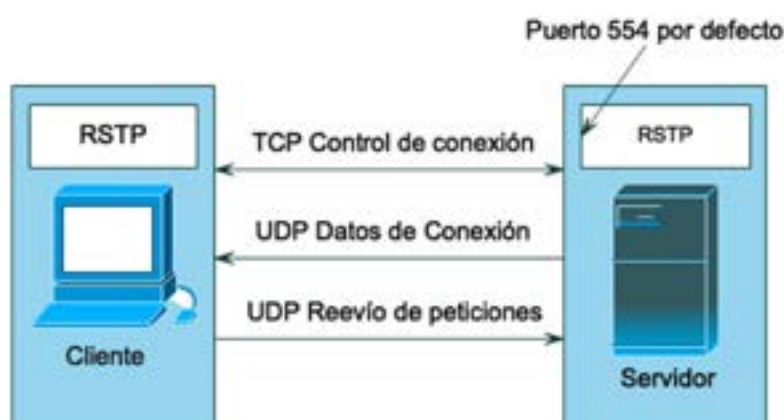 Puerto 554 por defecto
RSTP
TCP Control de conexión
RSTP
UDP Datos de Conexión
UDP Reevío de peticiones
Cliente
Servidor